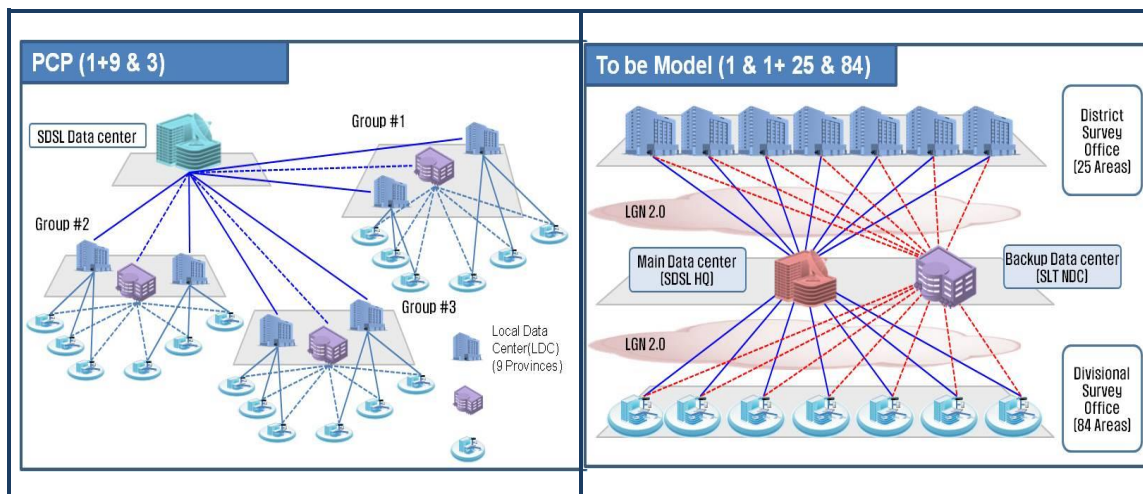 PCP (1+9 & 3)
SDSL Data center
Group #1
Group #2
Group #3
Local Data
Center(LDC)
(9 Provinces)
To be Model (1 & 1+ 25 & 84)
District
Survey
Office
(25 Areas)
LGN 2.0
Main Data center
(SDSL HQ)
Backup Data center
(SLT NDC)
LGN 2.0
Divisional
Survey
Office
(84 Areas)